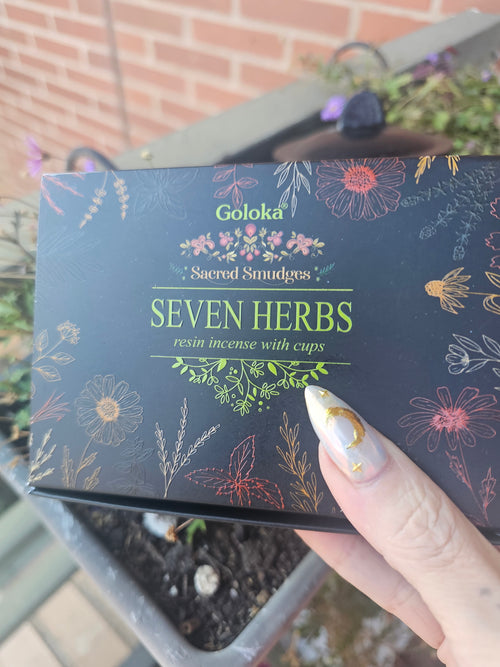 Goloka®
Sacred Smudges
SEVEN HERBS
resin incense with cups